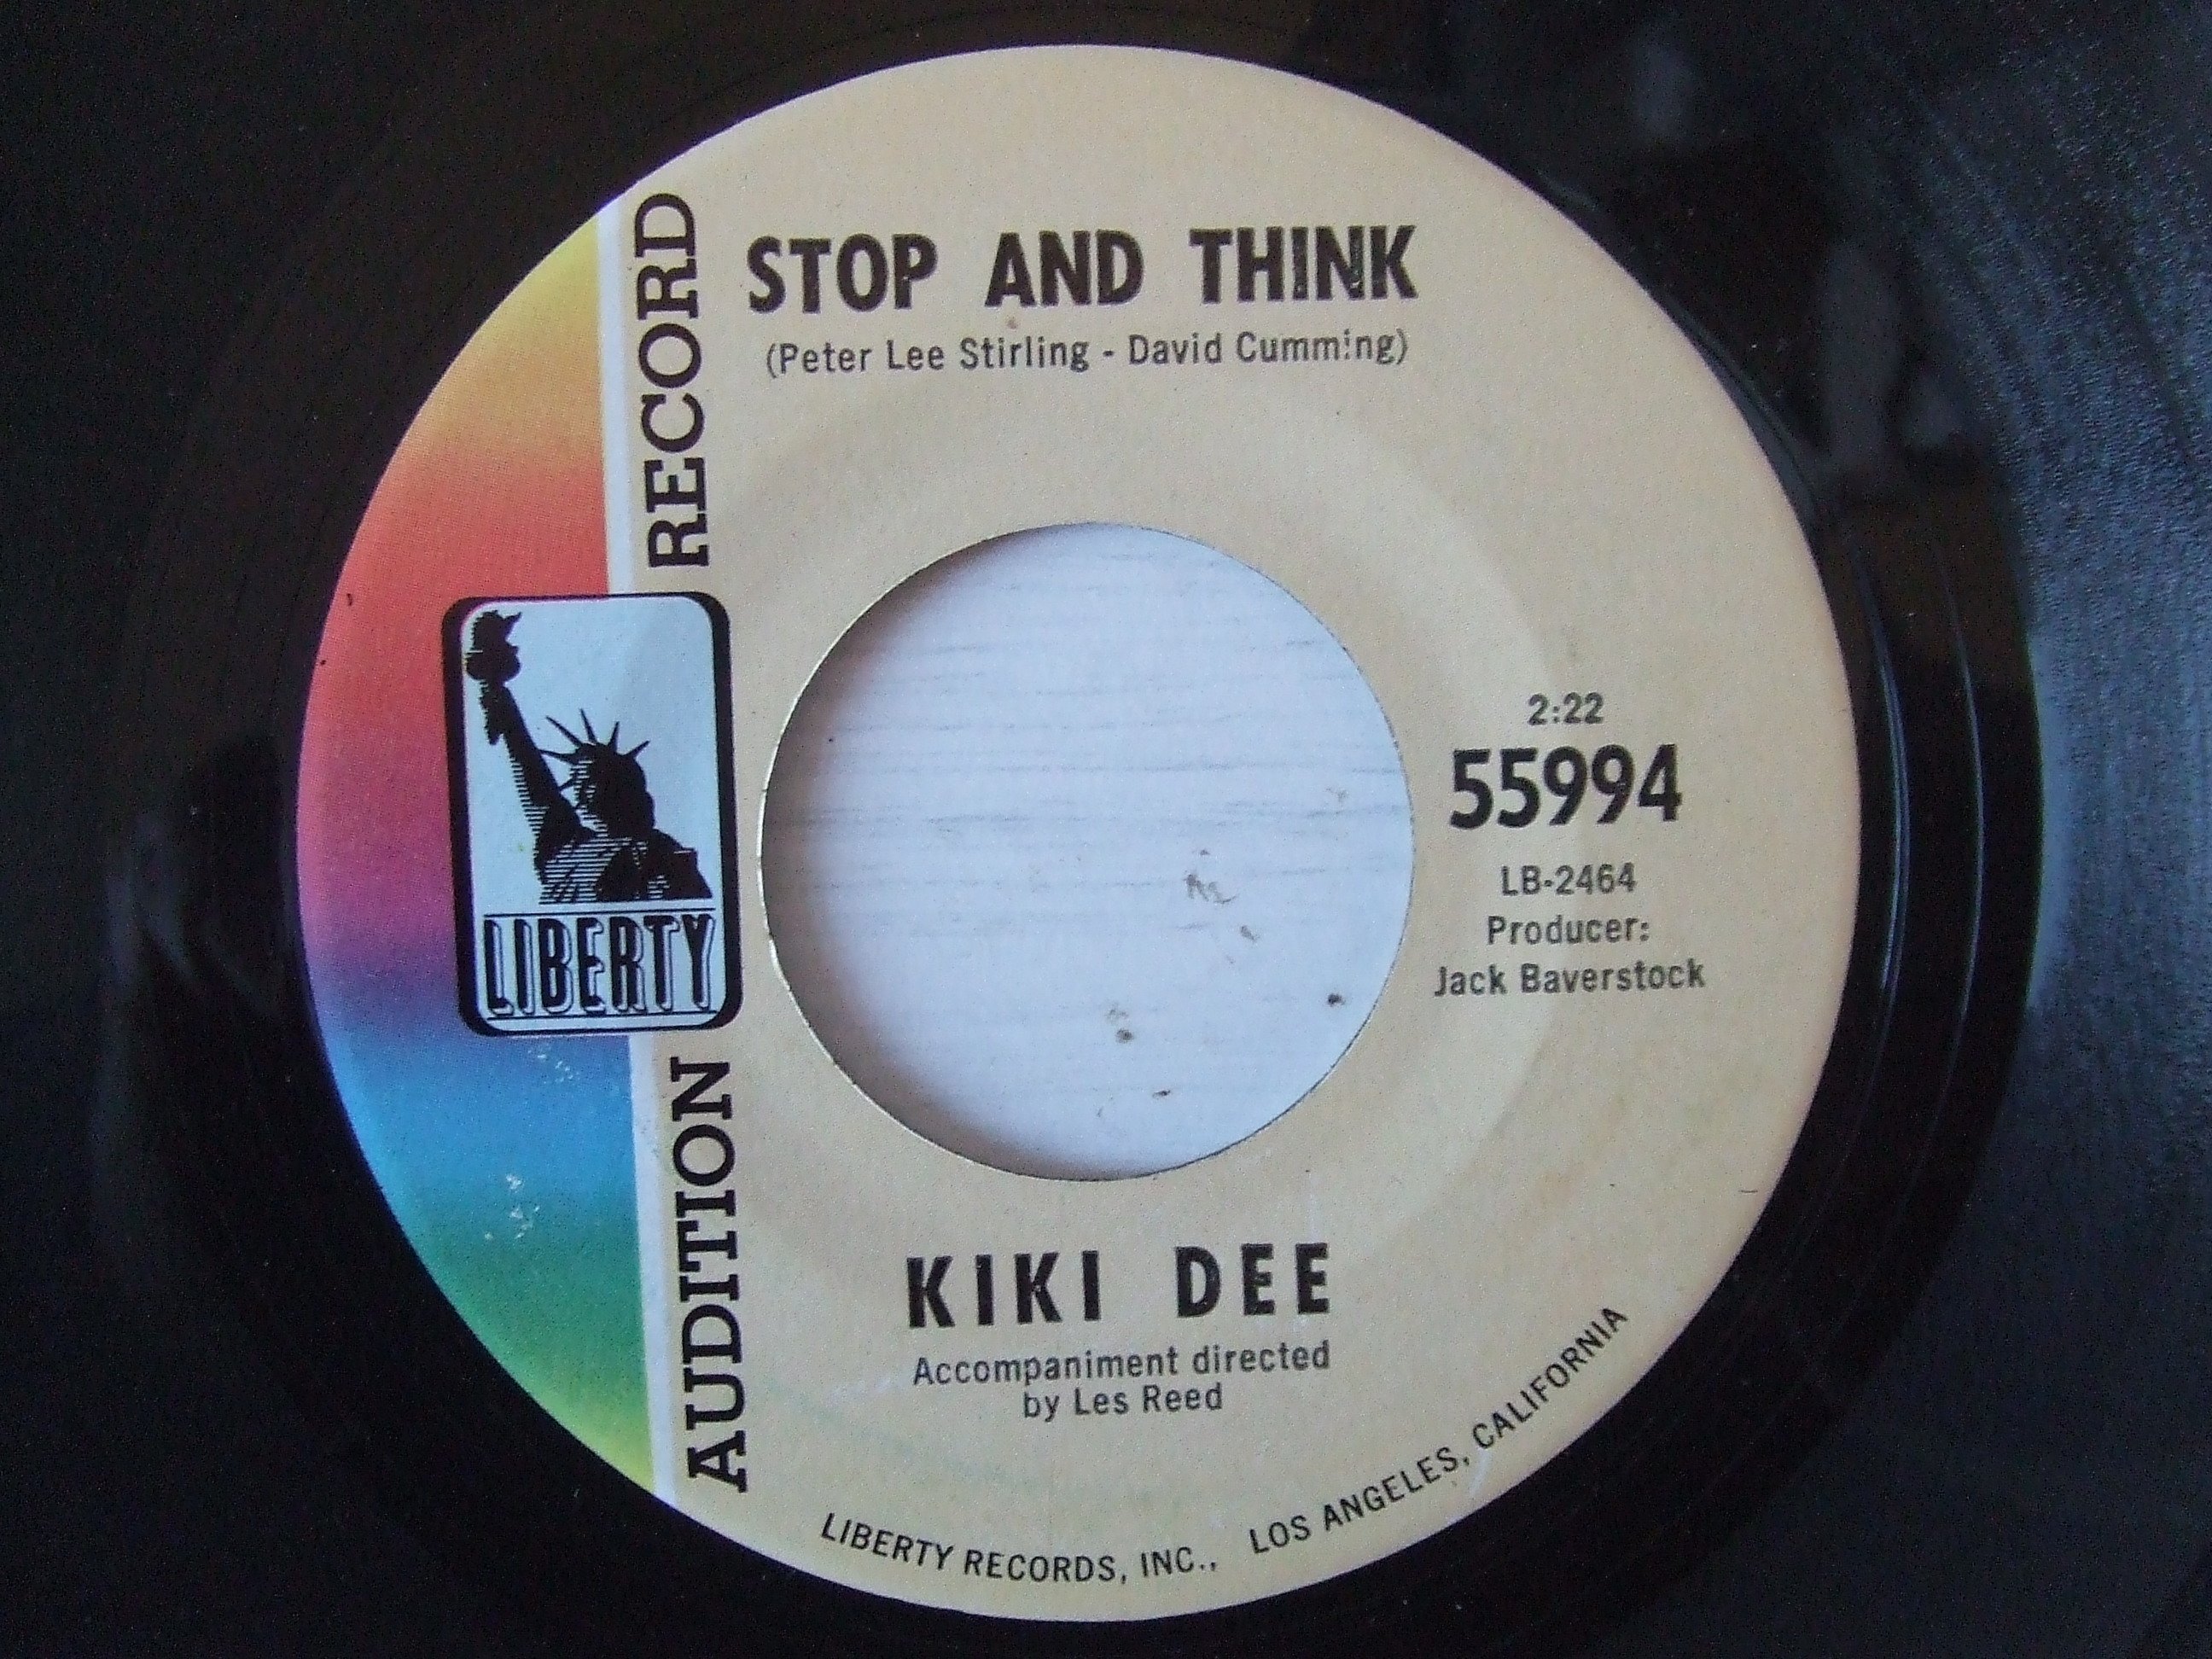 STOP AND THINK
(Peter Lee Stirling - David Cumming)
AUDITION RECORD
LIBERTY
2:22
55994
LB-2464
Producer:
Jack Baverstock
KIKI DEE
Accompaniment directed
by Les Reed
LIBERTY RECORDS, INC., LOS ANGELES, CALIFORNIA